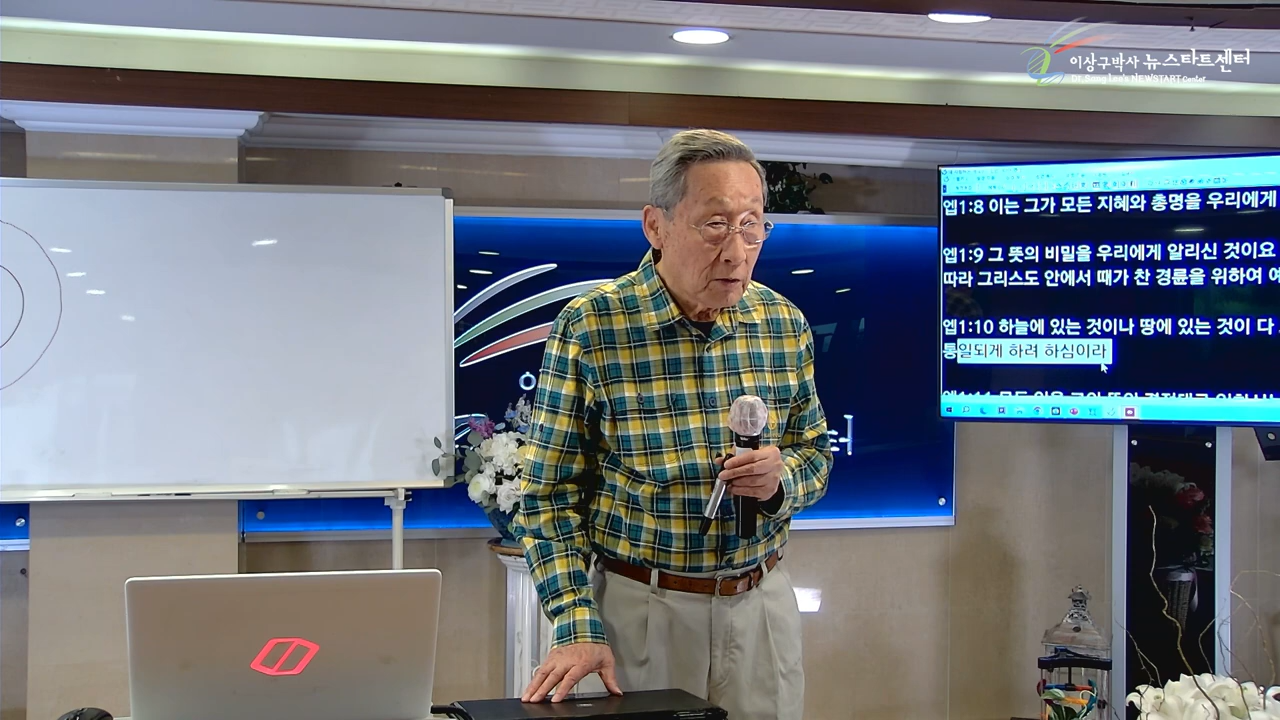 이상구박사 뉴스타트센터
Dr. Sang Lee's NEWSTART Center
엡1:8 이는 그가 모든 지혜와 총명을 우리에게
엡1:9 그 뜻의 비밀을 우리에게 알리신 것이요
따라 그리스도 안에서 때가 찬 경륜을 위하여
엡1:10 하늘에 있는 것이나 땅에 있는 것이 다
통일되게 하려 하심이라